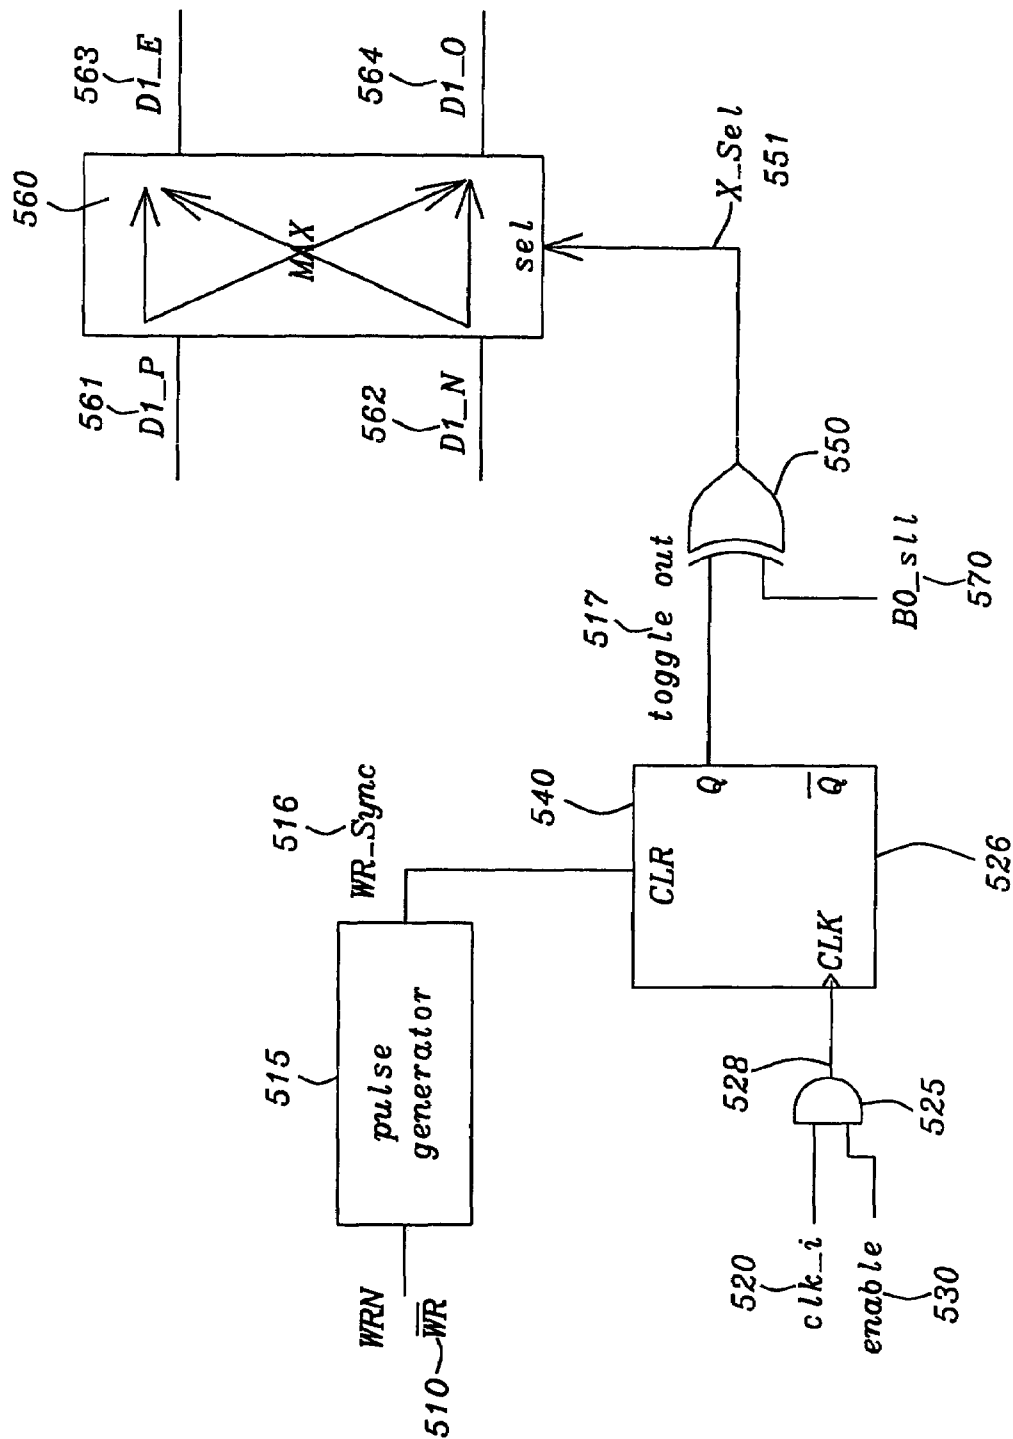 WRN
WR
510
515
pulse
generator
516
WR_Sync
540
CLR
CLK
Q
Q
526
520
clk_i
enable
530
528
525
517
toggle out
550
B0_sll
570
X_Sel
551
560
MAX
sel
561
D1_P
562
D1_N
563
D1_E
564
D1_O